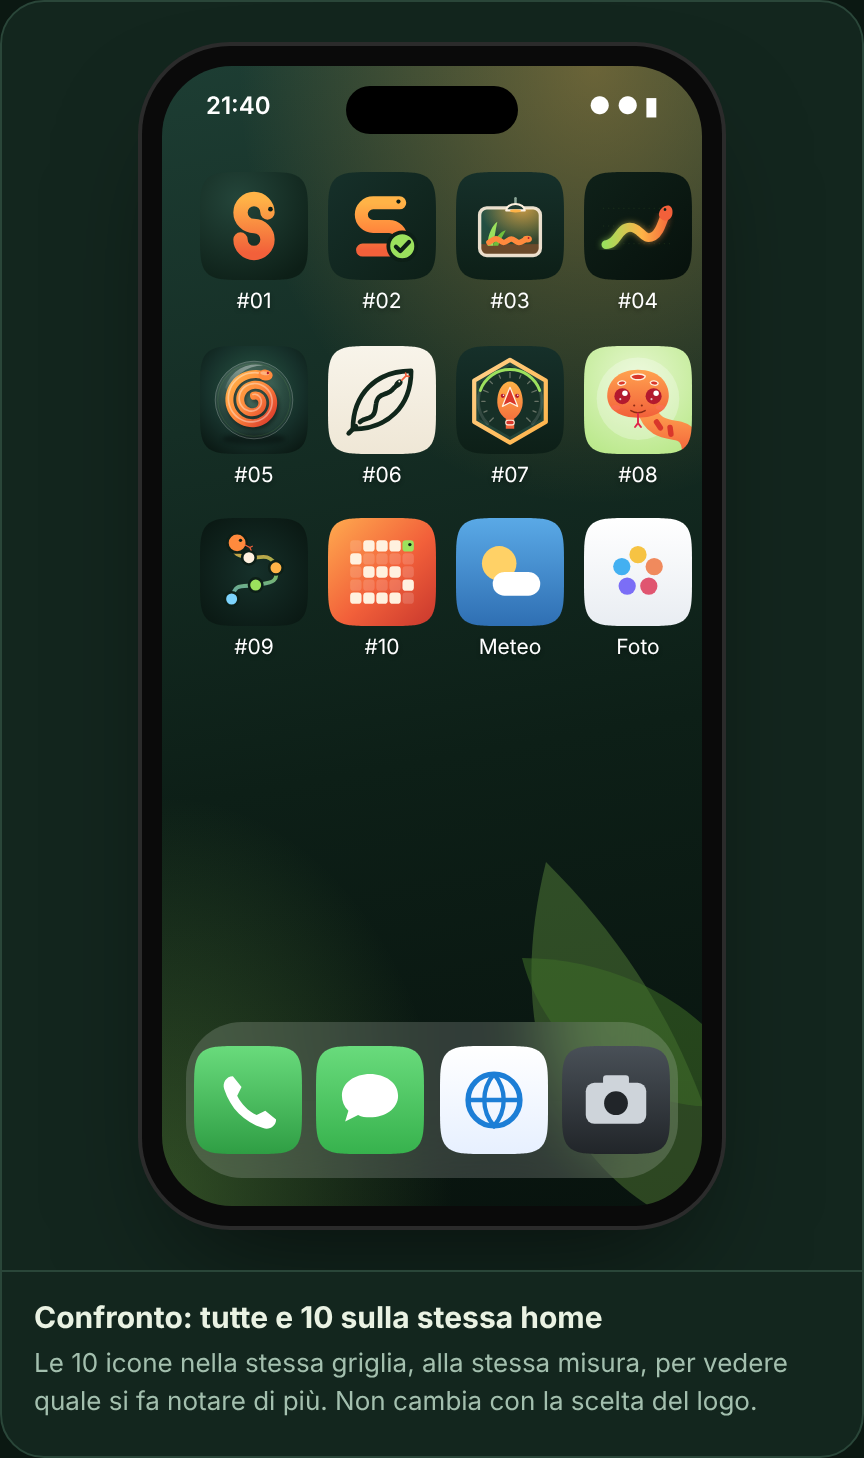 21:40
#01 #02 #03 #04
#05 #06 #07 #08
#09 #10 Meteo Foto
Confronto: tutte e 10 sulla stessa home
Le 10 icone nella stessa griglia, alla stessa misura, per vedere
quale si fa notare di più. Non cambia con la scelta del logo.